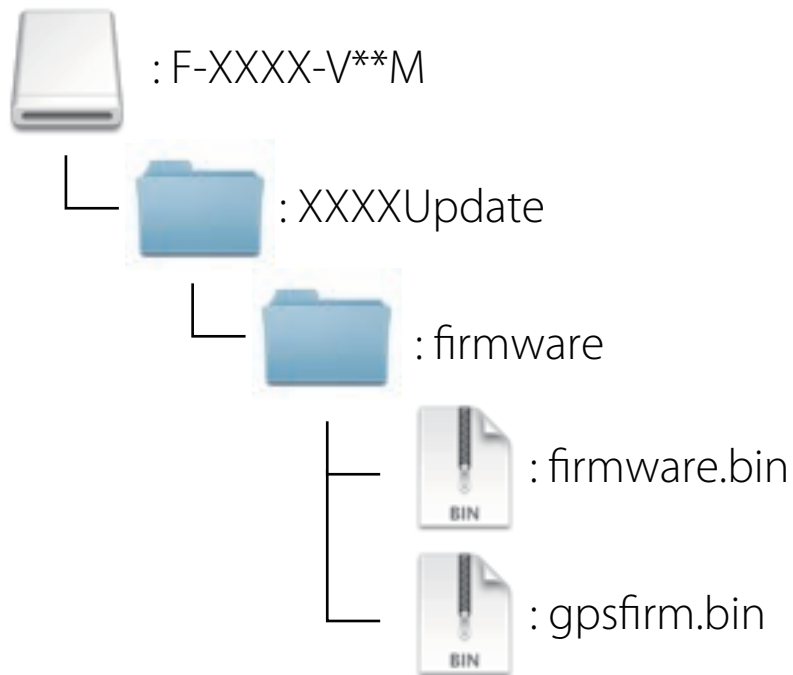 : F-XXXX-V**M
: XXXXUpdate
: firmware
: firmware.bin
BIN
: gpsfirm.bin
BIN